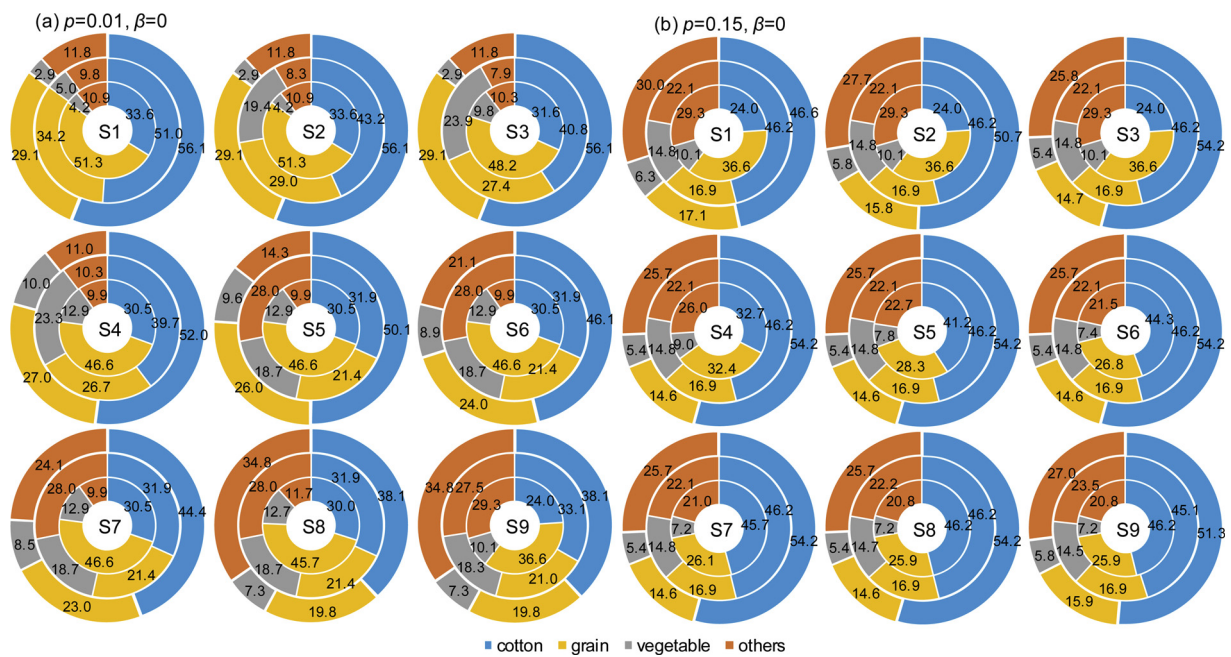 (a) p=0.01, β=0
(b) p=0.15, β=0
11.8 2.9 9.8 5.0 10.9 4.2 33.6 S1 51.0 56.1 34.2 29.1 51.3
11.8 2.9 8.3 19.4 10.9 4.2 33.6 43.2 S2 56.1 29.1 51.3 29.0
11.8 2.9 7.9 10.3 9.8 23.9 31.6 S3 40.8 56.1 29.1 48.2 27.4
30.0 22.1 29.3 24.0 46.6 S1 46.2 14.8 10.1 36.6 6.3 16.9 17.1
27.7 22.1 29.3 24.0 S2 46.2 50.7 14.8 10.1 36.6 5.8 16.9 15.8
25.8 22.1 29.3 24.0 S3 46.2 54.2 14.8 10.1 36.6 5.4 16.9 14.7
11.0 10.0 10.3 9.9 12.9 30.5 23.3 S4 39.7 52.0 46.6 27.0 26.7
14.3 9.6 28.0 9.9 12.9 30.5 31.9 S5 50.1 46.6 18.7 21.4 26.0
21.1 28.0 9.9 8.9 12.9 30.5 31.9 46.1 S6 46.6 18.7 21.4 24.0
25.7 22.1 26.0 32.7 S4 46.2 54.2 5.4 14.8 9.0 32.4 16.9 14.6
25.7 22.1 22.7 41.2 S5 46.2 54.2 5.4 14.8 7.8 28.3 16.9 14.6
25.7 22.1 21.5 44.3 S6 46.2 54.2 5.4 14.8 7.4 26.8 16.9 14.6
24.1 28.0 9.9 12.9 30.5 31.9 44.4 S7 8.5 46.6 18.7 21.4 23.0
34.8 28.0 11.7 12.7 30.0 31.9 38.1 S8 45.7 18.7 21.4 7.3 19.8
34.8 27.5 29.3 24.0 33.1 38.1 S9 10.1 36.6 18.3 21.0 7.3 19.8
25.7 22.1 21.0 S7 45.7 46.2 54.2 5.4 14.8 7.2 26.1 16.9 14.6
25.7 22.2 20.8 S8 46.2 46.2 54.2 5.4 14.7 7.2 25.9 16.9 14.6
27.0 23.5 20.8 S9 46.2 45.1 51.3 5.8 14.5 7.2 25.9 16.9 15.9
cotton grain vegetable others